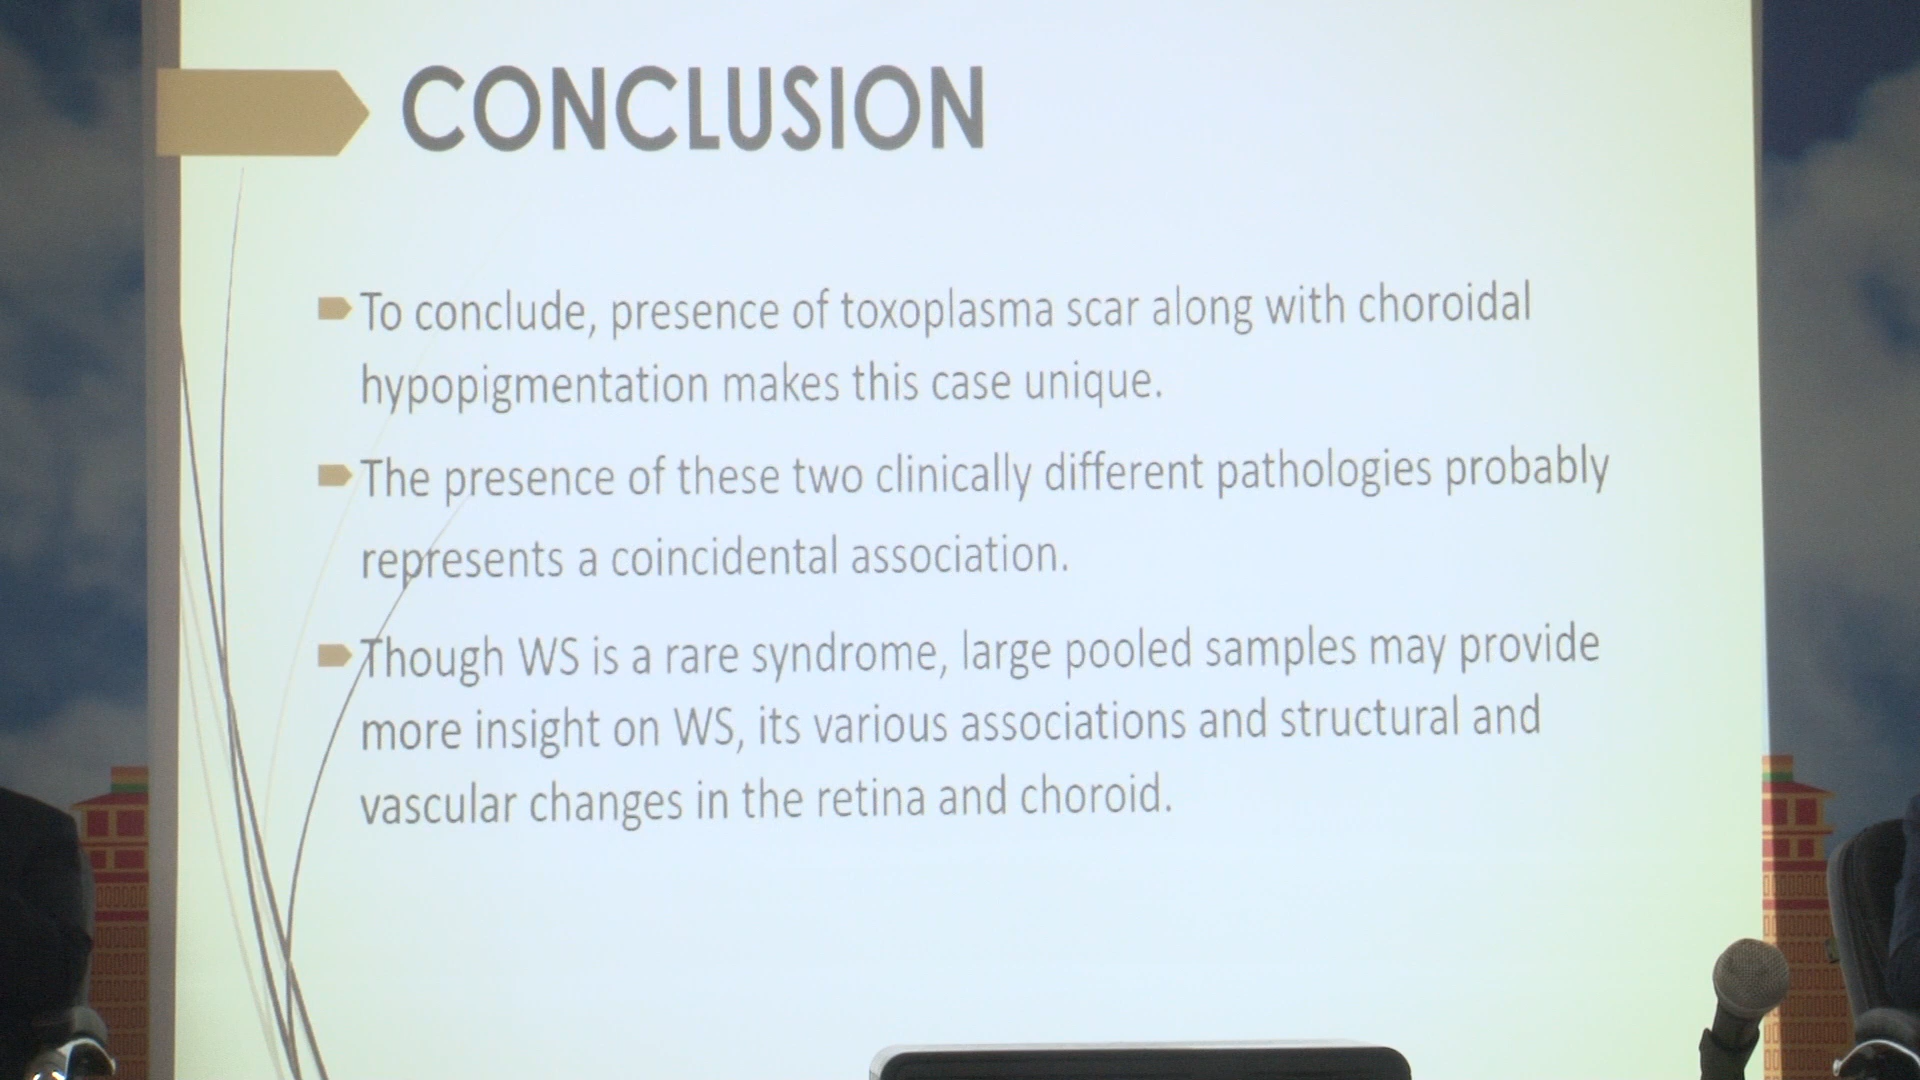 CONCLUSION
To conclude, presence of toxoplasma scar along with choroidal
hypopigmentation makes this case unique.
The presence of these two clinically different pathologies probably
represents a coincidental association.
Though WS is a rare syndrome, large pooled samples may provide
more insight on WS, its various associations and structural and
vascular changes in the retina and choroid.